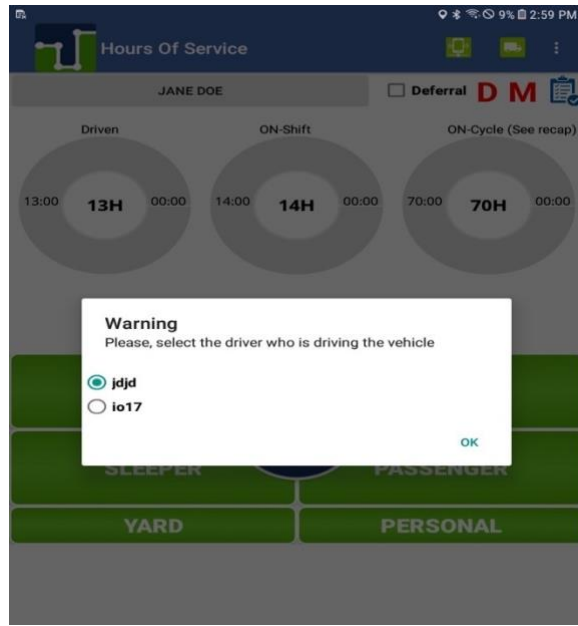 9% 2:59 PM
Hours Of Service
JANE DOE
Deferral D M
Driven ON-Shift ON-Cycle (See recap)
13:00 13H 00:00 14:00 14H 00:00 70:00 70H 00:00
Warning
Please, select the driver who is driving the vehicle
jdjd
io17
OK
SLEEPER PASSENGER
YARD PERSONAL